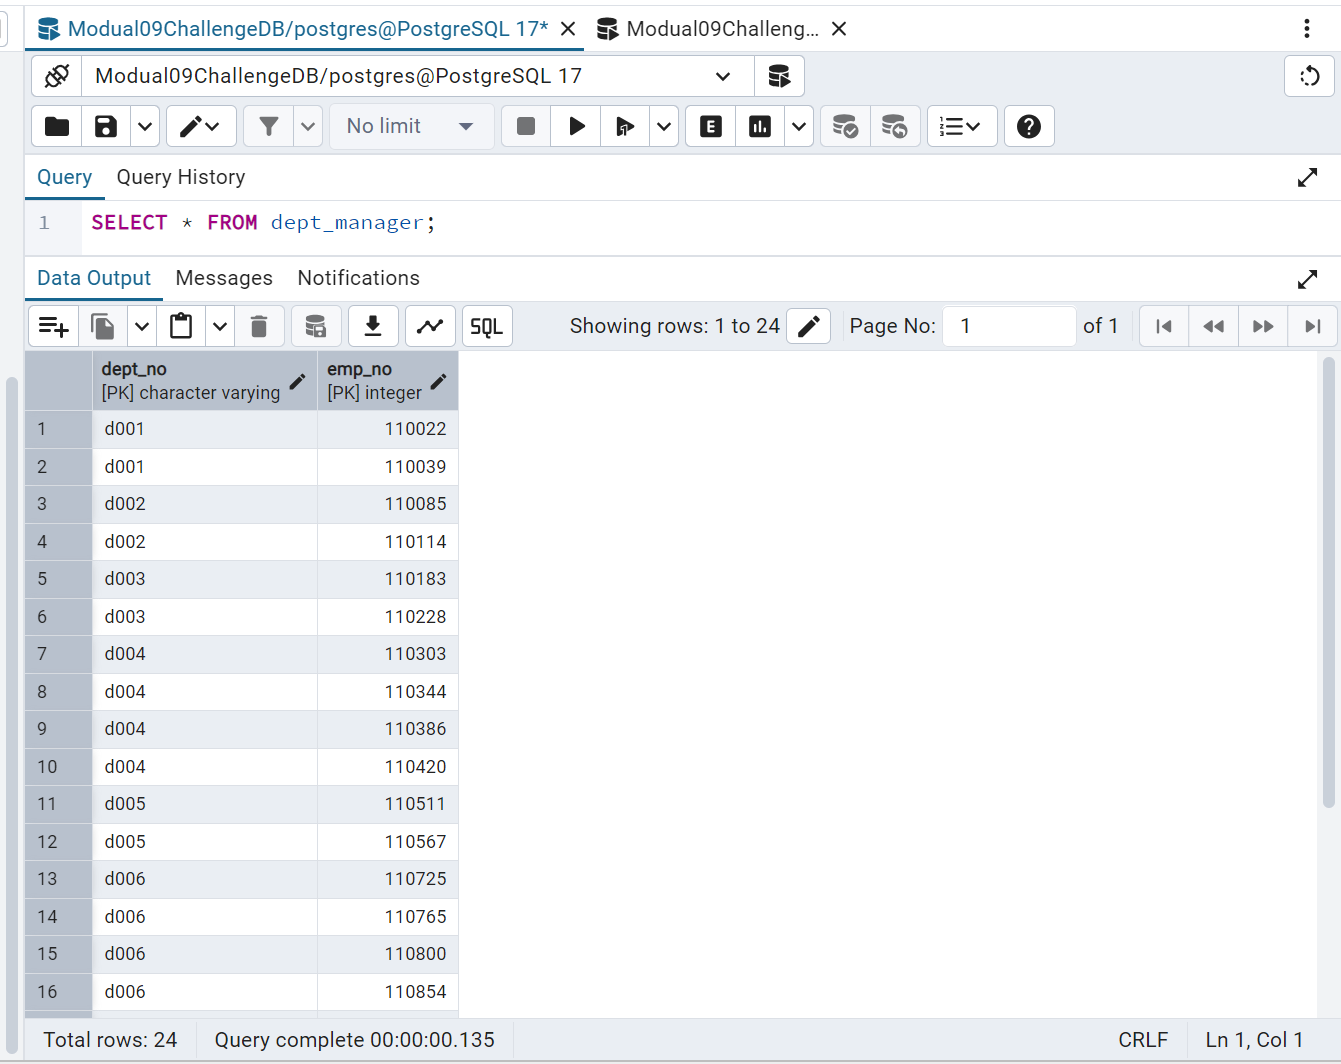 Modual09ChallengeDB/postgres@PostgreSQL 17* Modual09Challeng...
Modual09ChallengeDB/postgres@PostgreSQL 17
No limit
Query Query History
1 SELECT * FROM dept_manager;
Data Output Messages Notifications
SQL Showing rows: 1 to 24 Page No: 1 of 1
dept_no emp_no
[PK] character varying [PK] integer
1 d001 110022
2 d001 110039
3 d002 110085
4 d002 110114
5 d003 110183
6 d003 110228
7 d004 110303
8 d004 110344
9 d004 110386
10 d004 110420
11 d005 110511
12 d005 110567
13 d006 110725
14 d006 110765
15 d006 110800
16 d006 110854
Total rows: 24 Query complete 00:00:00.135 CRLF Ln 1, Col 1